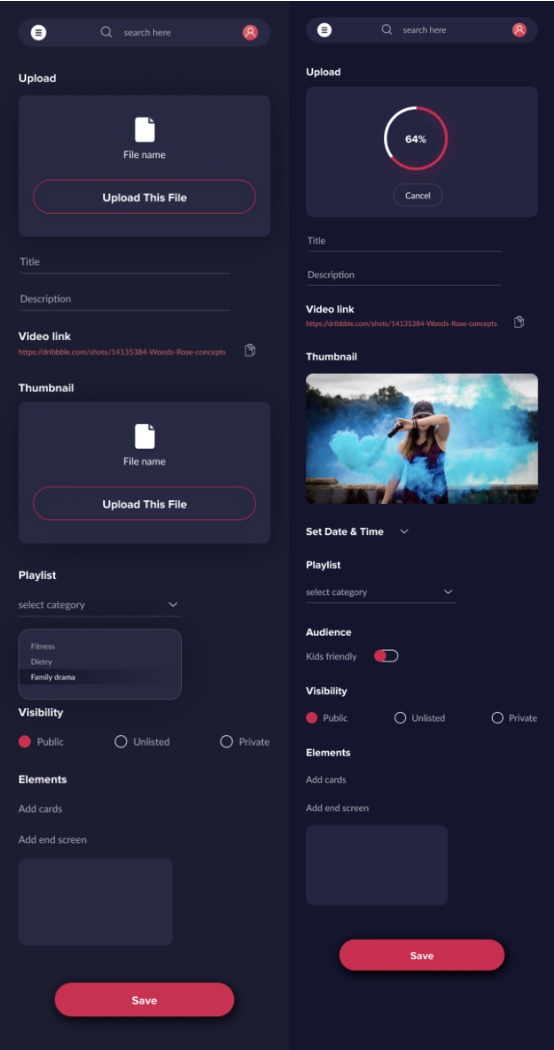 search here
Upload
File name
Upload This File
Title
Description
Video link
https://dribbble.com/shots/14135384-Woods-Rose-concepts
Thumbnail
File name
Upload This File
Playlist
select category
Fitness
Dietry
Family drama
Visibility
Public Unlisted Private
Elements
Add cards
Add end screen
Save
search here
Upload
64%
Cancel
Title
Description
Video link
https://dribbble.com/shots/14135384-Woods-Rose-concepts
Thumbnail
Set Date & Time
Playlist
select category
Audience
Kids friendly
Visibility
Public Unlisted Private
Elements
Add cards
Add end screen
Save